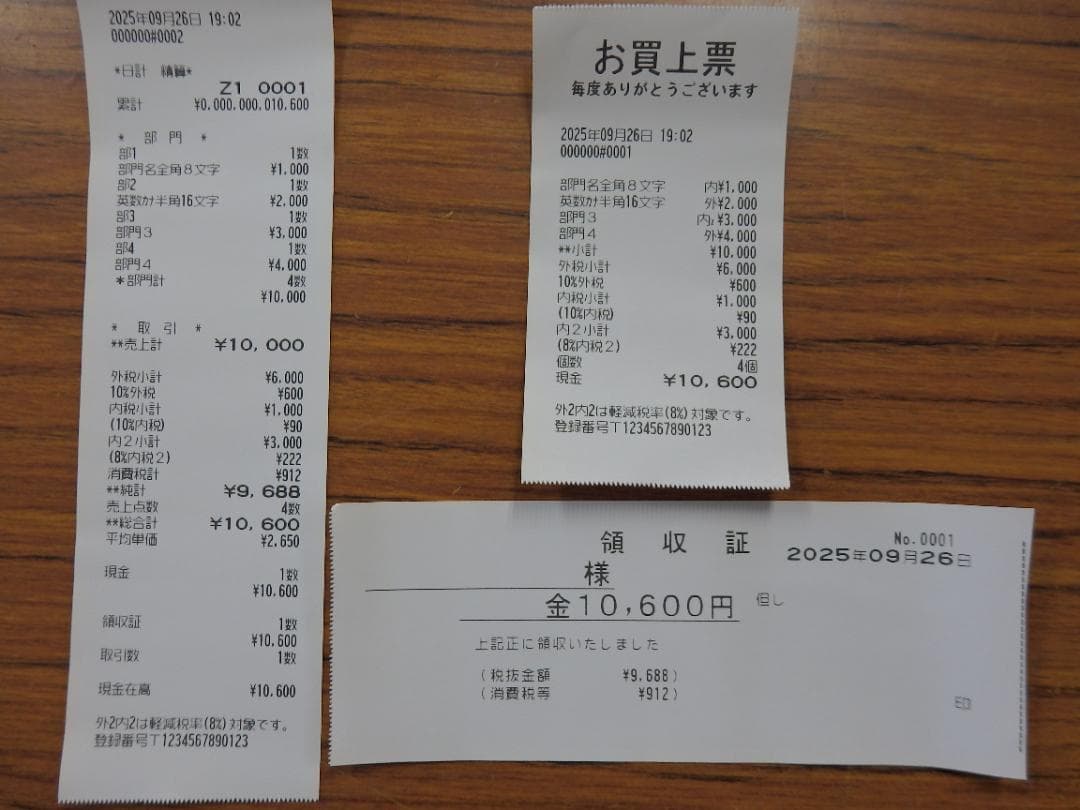 2025年09月26日 19:02
000000#0002
*日計 精算*
Z1 0001
累計 ¥0,000,000,010,600
* 部 門 *
部1 1数
部門名全角8文字 ¥1,000
部2 1数
英数ｶﾅ半角16文字 ¥2,000
部3 1数
部門3 ¥3,000
部4 1数
部門4 ¥4,000
*部門計 4数
¥10,000
* 取 引 *
**売上計 ¥10,000
外税小計 ¥6,000
10%外税 ¥600
内税小計 ¥1,000
(10%内税) ¥90
内2小計 ¥3,000
(8%内税2) ¥222
消費税計 ¥912
**純計 ¥9,688
売上点数 4数
**総合計 ¥10,600
平均単価 ¥2,650
現金 1数
¥10,600
領収証 1数
¥10,600
取引数 1数
現金在高 ¥10,600
外2内2は軽減税率(8%)対象です。
登録番号T1234567890123
お買上票
毎度ありがとうございます
2025年09月26日 19:02
000000#0001
部門名全角8文字 内¥1,000
英数ｶﾅ半角16文字 外¥2,000
部門3 内₂¥3,000
部門4 外¥4,000
**小計 ¥10,000
外税小計 ¥6,000
10%外税 ¥600
内税小計 ¥1,000
(10%内税) ¥90
内2小計 ¥3,000
(8%内税2) ¥222
個数 4個
現金 ¥10,600
外2内2は軽減税率(8%)対象です。
登録番号T1234567890123
領 収 証 No.0001
2025年09月26日
様
金10,600円 但し
上記正に領収いたしました
(税抜金額 ¥9,688)
(消費税等 ¥912)
印